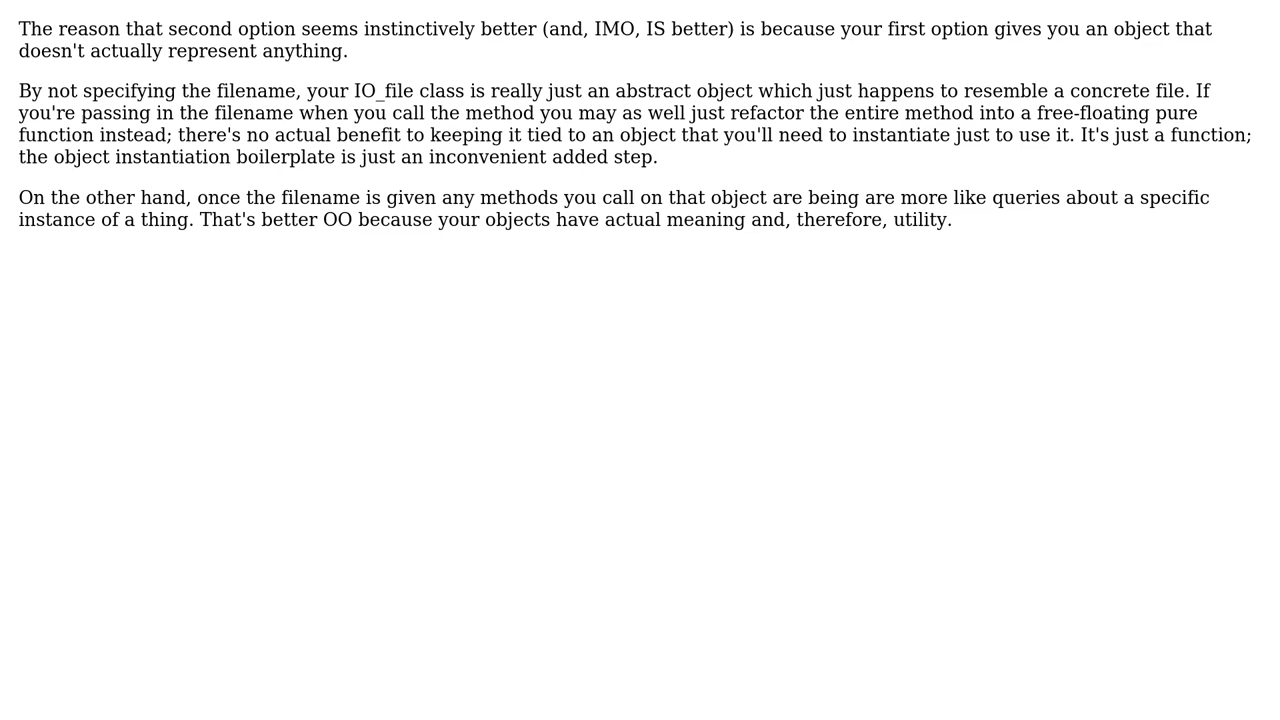 The reason that second option seems instinctively better (and, IMO, IS better) is because your first option gives you an object that
doesn't actually represent anything.
By not specifying the filename, your IO_file class is really just an abstract object which just happens to resemble a concrete file. If
you're passing in the filename when you call the method you may as well just refactor the entire method into a free-floating pure
function instead; there's no actual benefit to keeping it tied to an object that you'll need to instantiate just to use it. It's just a function;
the object instantiation boilerplate is just an inconvenient added step.
On the other hand, once the filename is given any methods you call on that object are being are more like queries about a specific
instance of a thing. That's better OO because your objects have actual meaning and, therefore, utility.